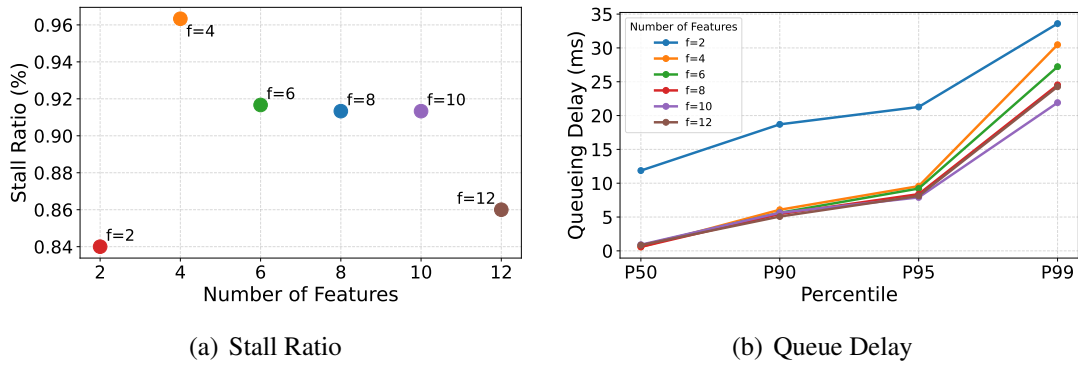 Stall Ratio (%)
0.96
0.94
0.92
0.90
0.88
0.86
0.84
f=4
f=6
f=8
f=10
f=12
f=2
2 4 6 8 10 12
Number of Features
(a) Stall Ratio
Queueing Delay (ms)
35
30
25
20
15
10
5
0
Number of Features
f=2
f=4
f=6
f=8
f=10
f=12
P50 P90 P95 P99
Percentile
(b) Queue Delay